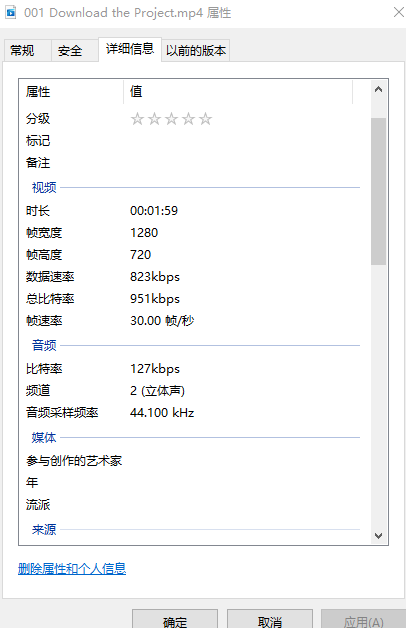 001 Download the Project.mp4 属性
常规 安全 详细信息 以前的版本
属性 值
分级 ☆☆☆☆☆
标记
备注
视频
时长 00:01:59
帧宽度 1280
帧高度 720
数据速率 823kbps
总比特率 951kbps
帧速率 30.00 帧/秒
音频
比特率 127kbps
频道 2 (立体声)
音频采样频率 44.100 kHz
媒体
参与创作的艺术家
年
流派
来源
删除属性和个人信息
确定 取消 应用(A)